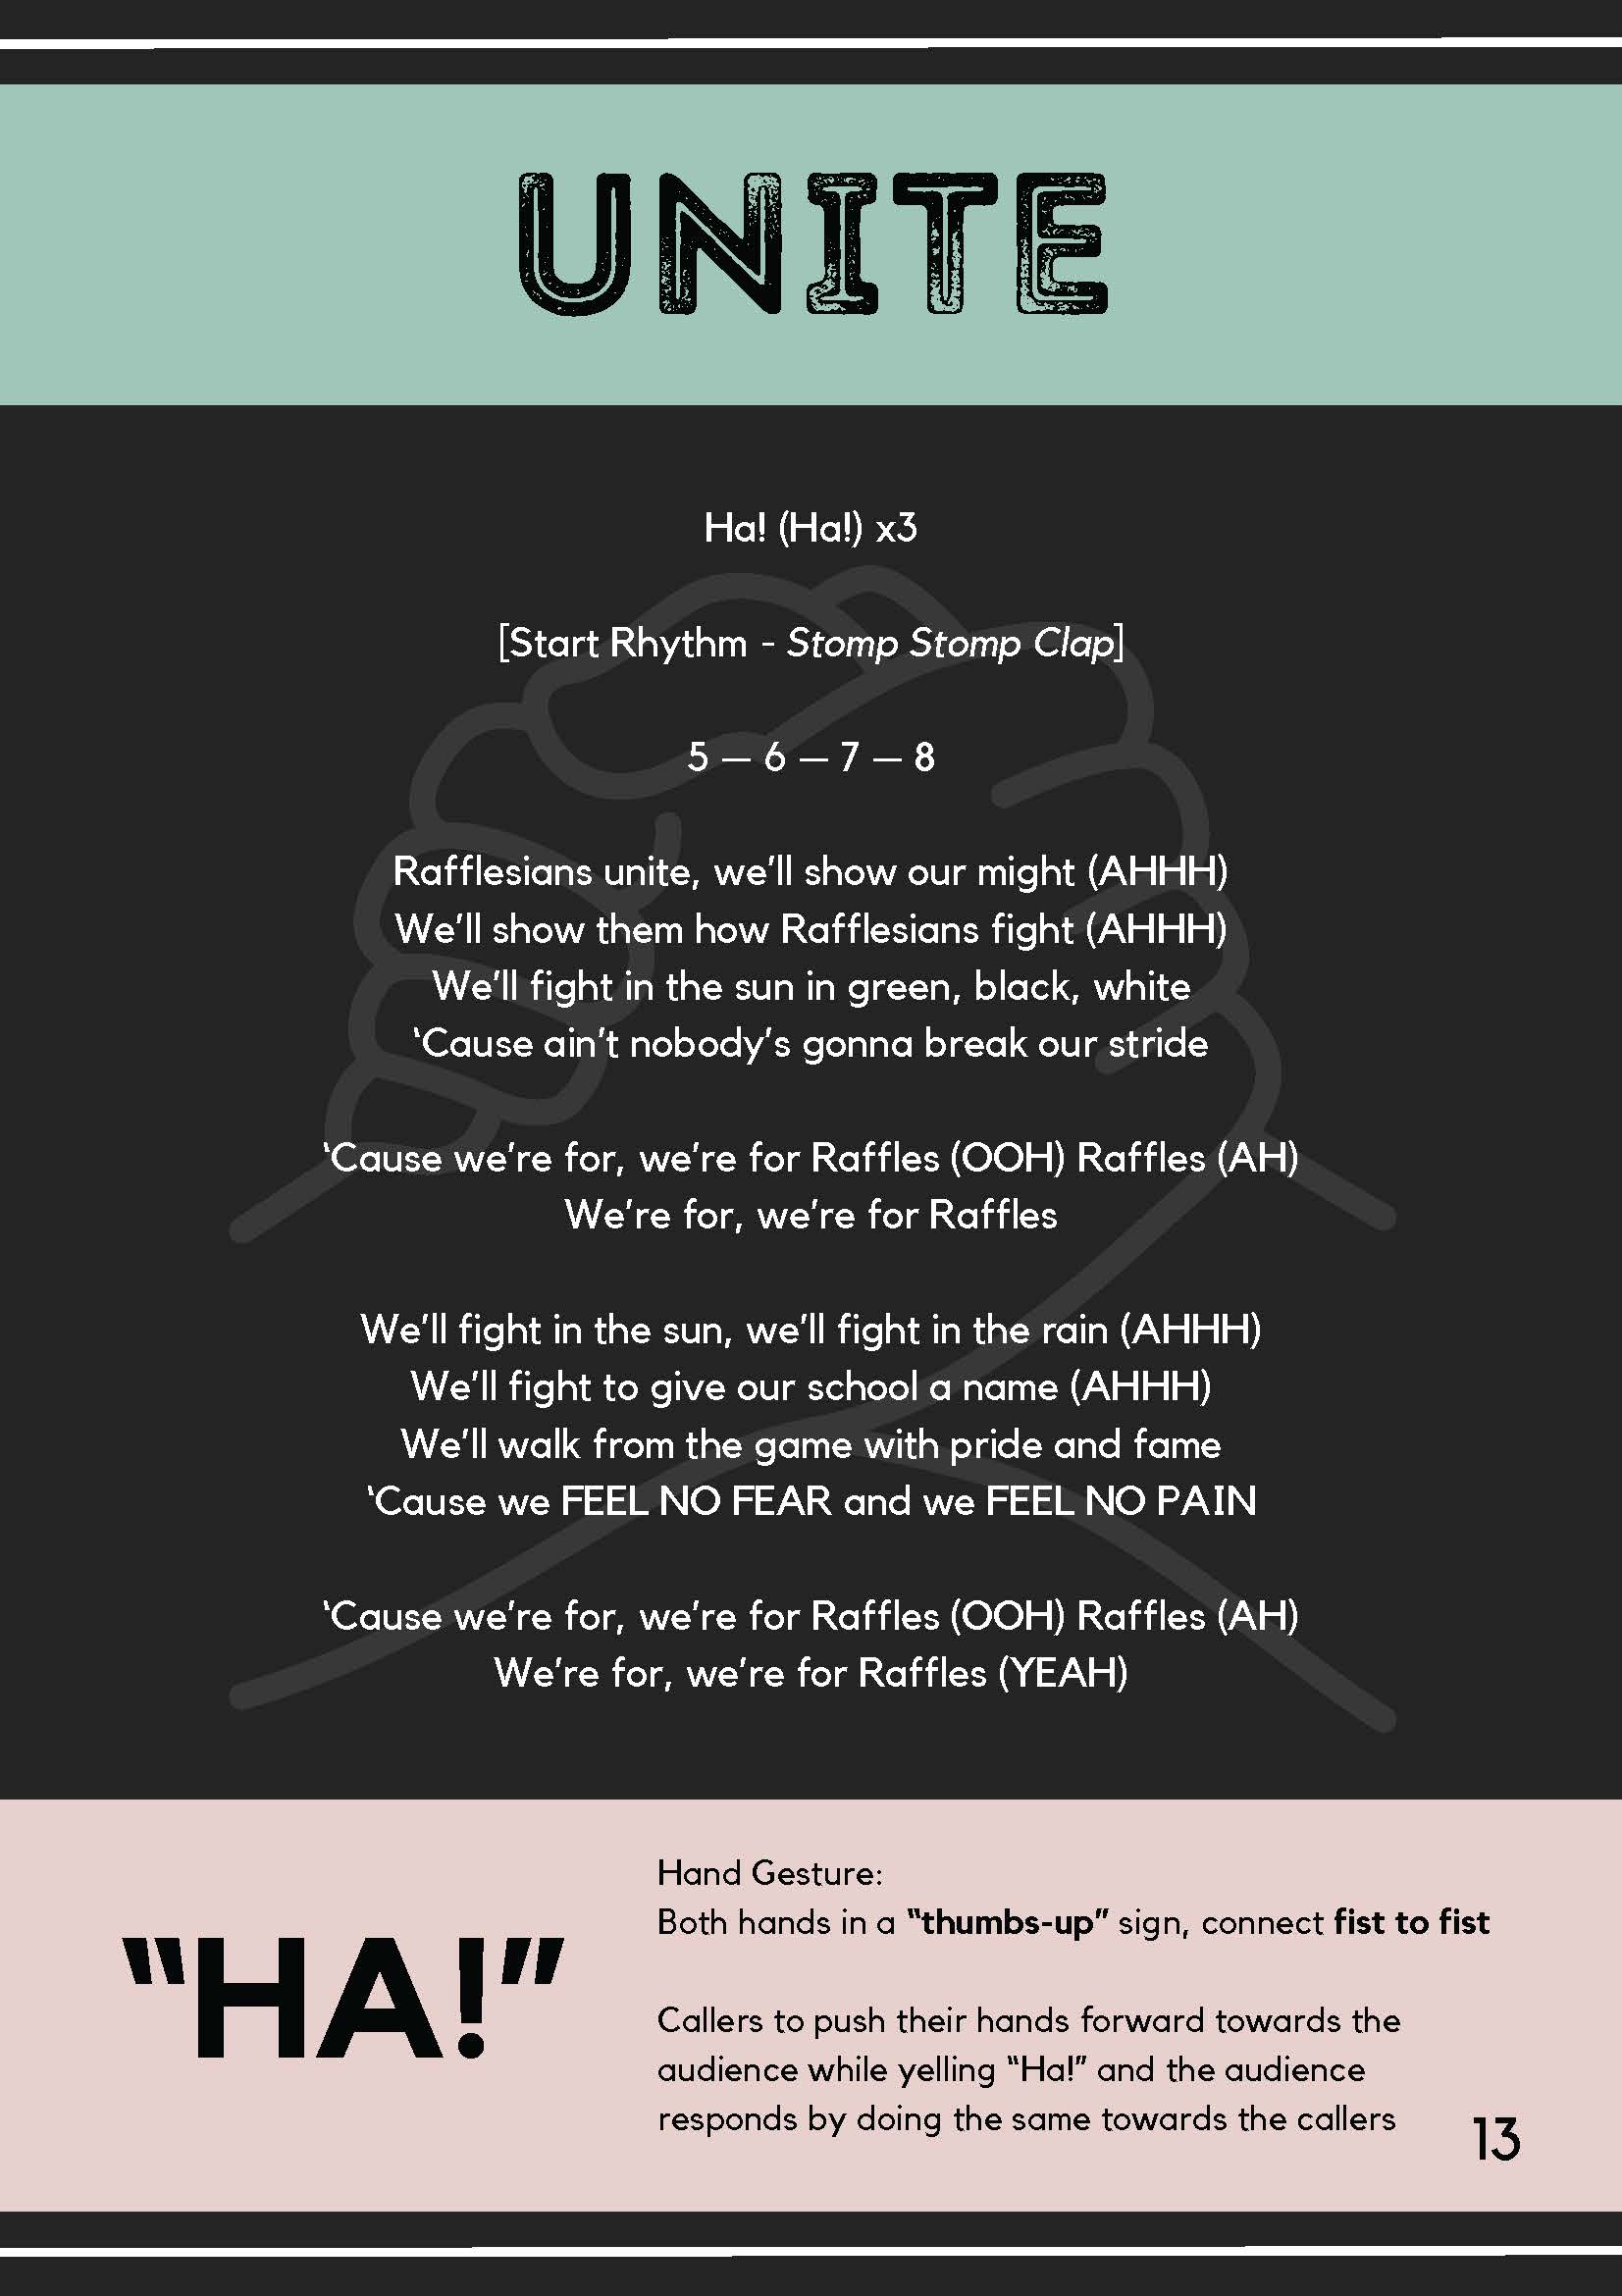 UNITE
Ha! (Ha!) x3
[Start Rhythm - Stomp Stomp Clap]
5 – 6 – 7 – 8
Rafflesians unite, we’ll show our might (AHHH)
We’ll show them how Rafflesians fight (AHHH)
We’ll fight in the sun in green, black, white
‘Cause ain’t nobody’s gonna break our stride
‘Cause we’re for, we’re for Raffles (OOH) Raffles (AH)
We’re for, we’re for Raffles
We’ll fight in the sun, we’ll fight in the rain (AHHH)
We’ll fight to give our school a name (AHHH)
We’ll walk from the game with pride and fame
‘Cause we FEEL NO FEAR and we FEEL NO PAIN
‘Cause we’re for, we’re for Raffles (OOH) Raffles (AH)
We’re for, we’re for Raffles (YEAH)
“HA!”
Hand Gesture:
Both hands in a “thumbs-up” sign, connect fist to fist
Callers to push their hands forward towards the
audience while yelling “Ha!” and the audience
responds by doing the same towards the callers
13